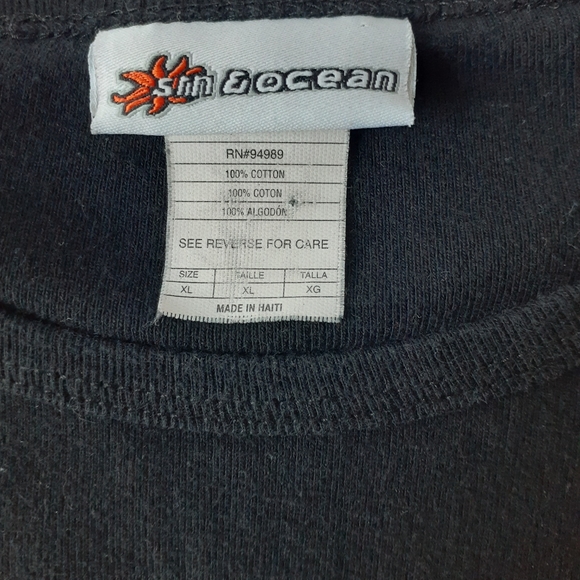 sun & ocean
RN#94989
100% COTTON
100% COTON
100% ALGODÓN
SEE REVERSE FOR CARE
SIZE TAILLE TALLA
XL XL XG
MADE IN HAITI